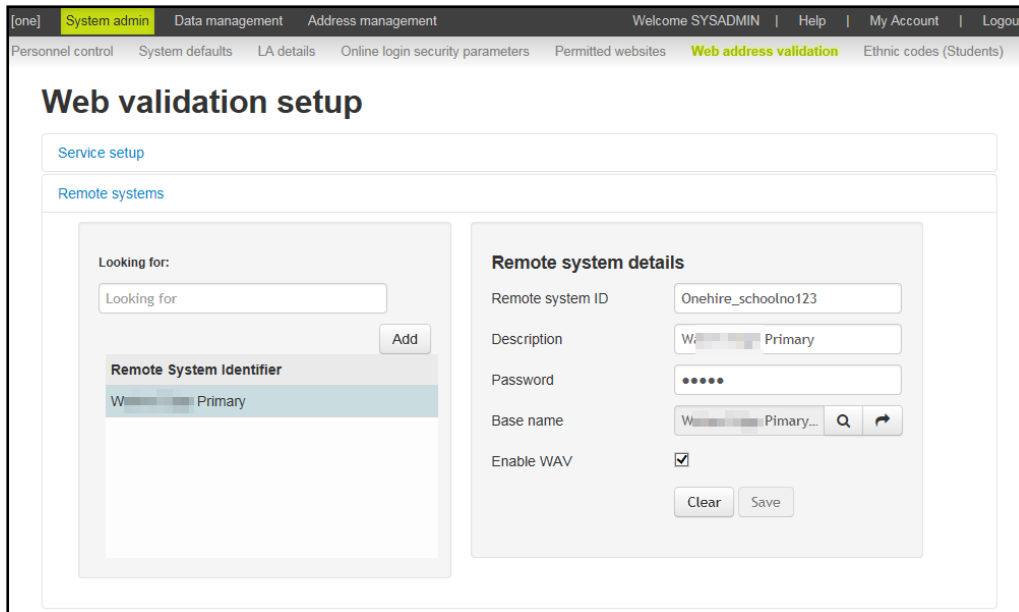 [one] System admin Data management Address management Welcome SYSADMIN | Help | My Account | Logou
Personnel control System defaults LA details Online login security parameters Permitted websites Web address validation Ethnic codes (Students)
Web validation setup
Service setup
Remote systems
Looking for:
Looking for
Add
Remote System Identifier
Primary
Remote system details
Remote system ID Onehire_schoolno123
Description Primary
Password •••••
Base name Pimary...
Enable WAV
Clear Save